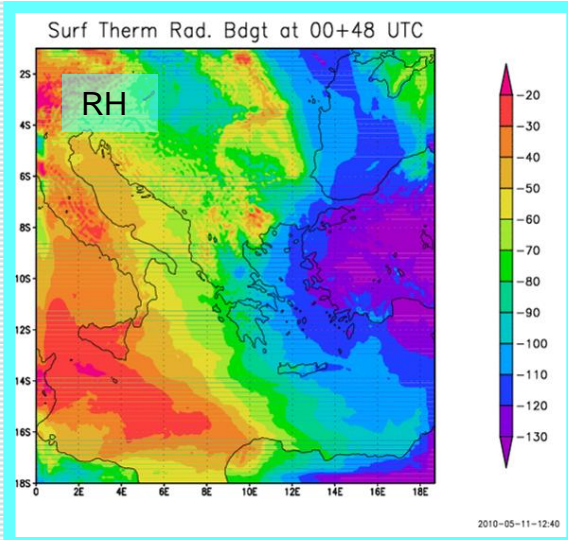 Surf Therm Rad. Bdgt at 00+48 UTC
RH
2S
4S
6S
8S
10S
12S
14S
16S
18S
0 2E 4E 6E 8E 10E 12E 14E 16E 18E
-20
-30
-40
-50
-60
-70
-80
-90
-100
-110
-120
-130
2010-05-11-12:40